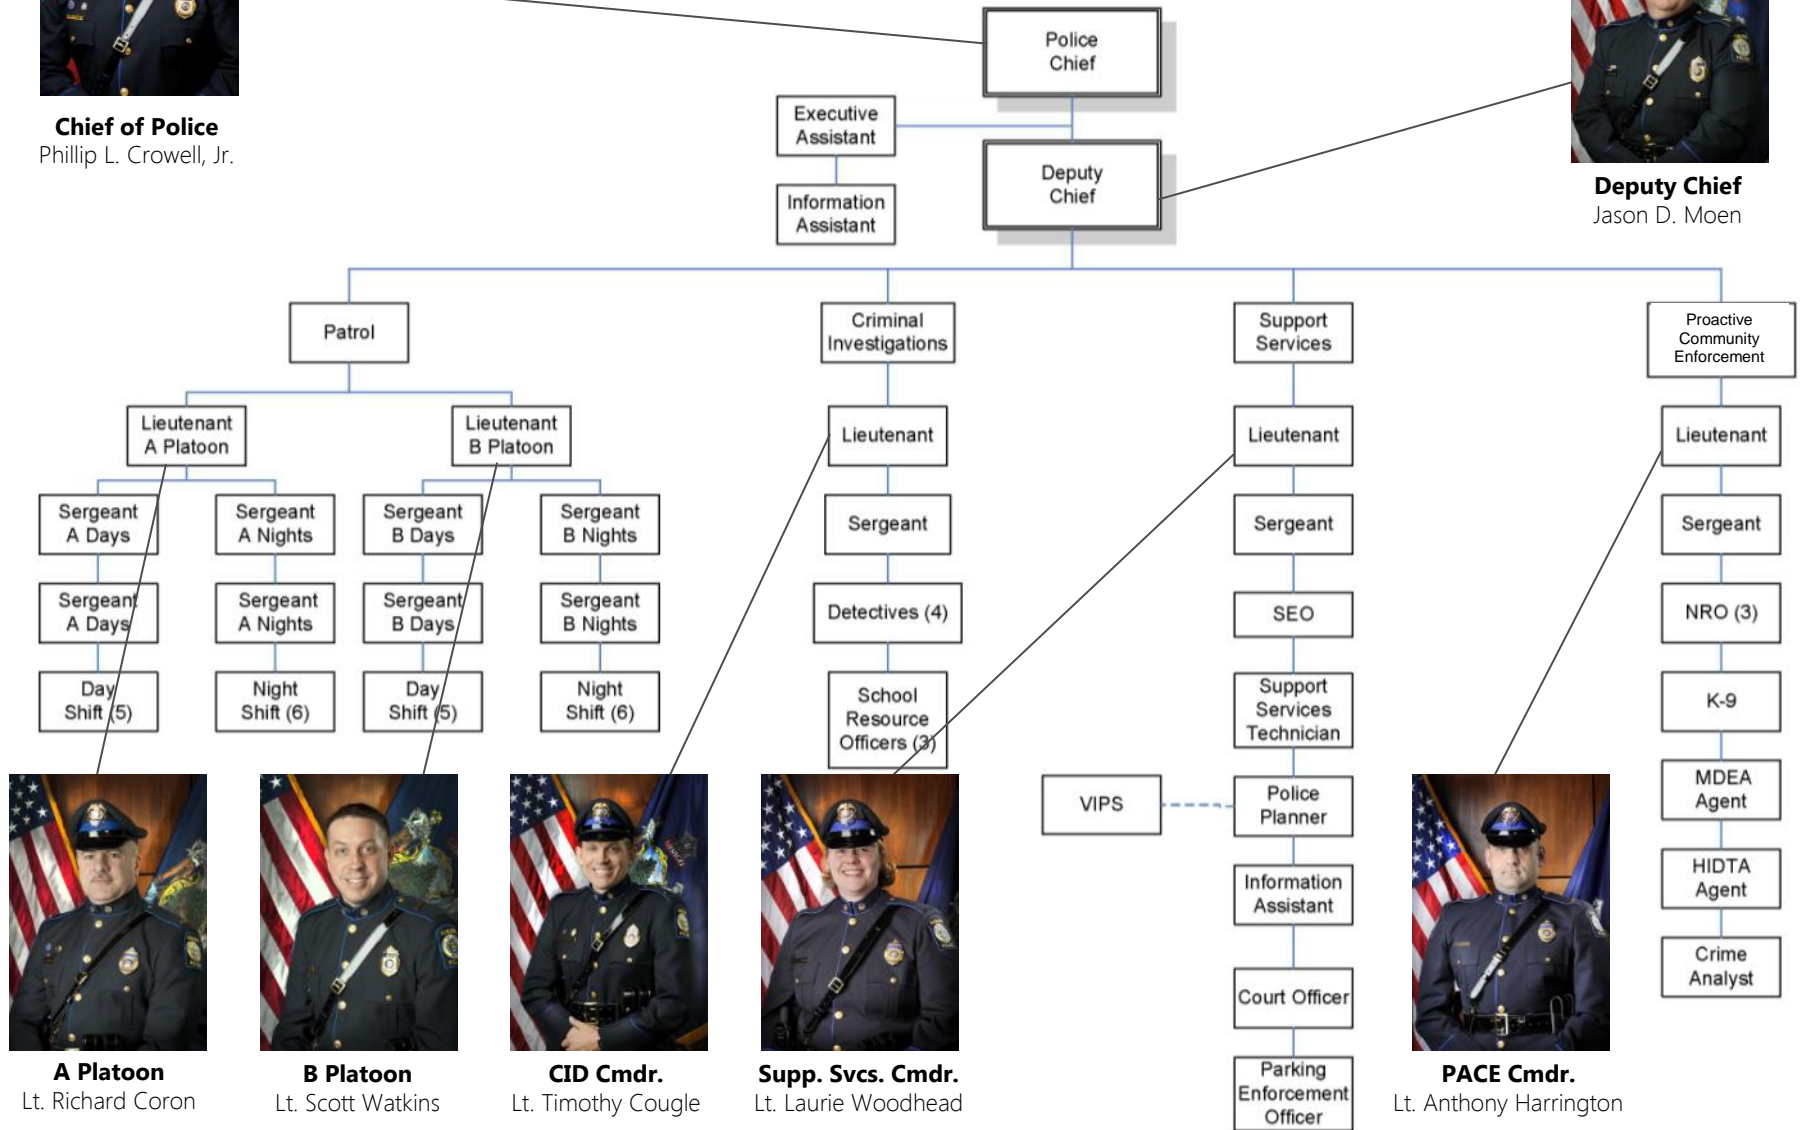 Police
Chief
Chief of Police
Phillip L. Crowell, Jr.
Executive
Assistant
Deputy
Chief
Information
Assistant
Deputy Chief
Jason D. Moen
Patrol
Criminal
Investigations
Support
Services
Proactive
Community
Enforcement
Lieutenant
A Platoon
Lieutenant
B Platoon
Lieutenant
Lieutenant
Lieutenant
Sergeant
A Days
Sergeant
A Nights
Sergeant
B Days
Sergeant
B Nights
Sergeant
Sergeant
Sergeant
Sergeant
A Days
Sergeant
A Nights
Sergeant
B Days
Sergeant
B Nights
Detectives (4)
SEO
NRO (3)
Day
Shift (5)
Night
Shift (6)
Day
Shift (5)
Night
Shift (6)
School
Resource
Officers (3)
Support
Services
Technician
K-9
VIPS
Police
Planner
MDEA
Agent
Information
Assistant
HIDTA
Agent
Court Officer
Crime
Analyst
Parking
Enforcement
Officer
A Platoon
Lt. Richard Coron
B Platoon
Lt. Scott Watkins
CID Cmdr.
Lt. Timothy Cougle
Supp. Svcs. Cmdr.
Lt. Laurie Woodhead
PACE Cmdr.
Lt. Anthony Harrington